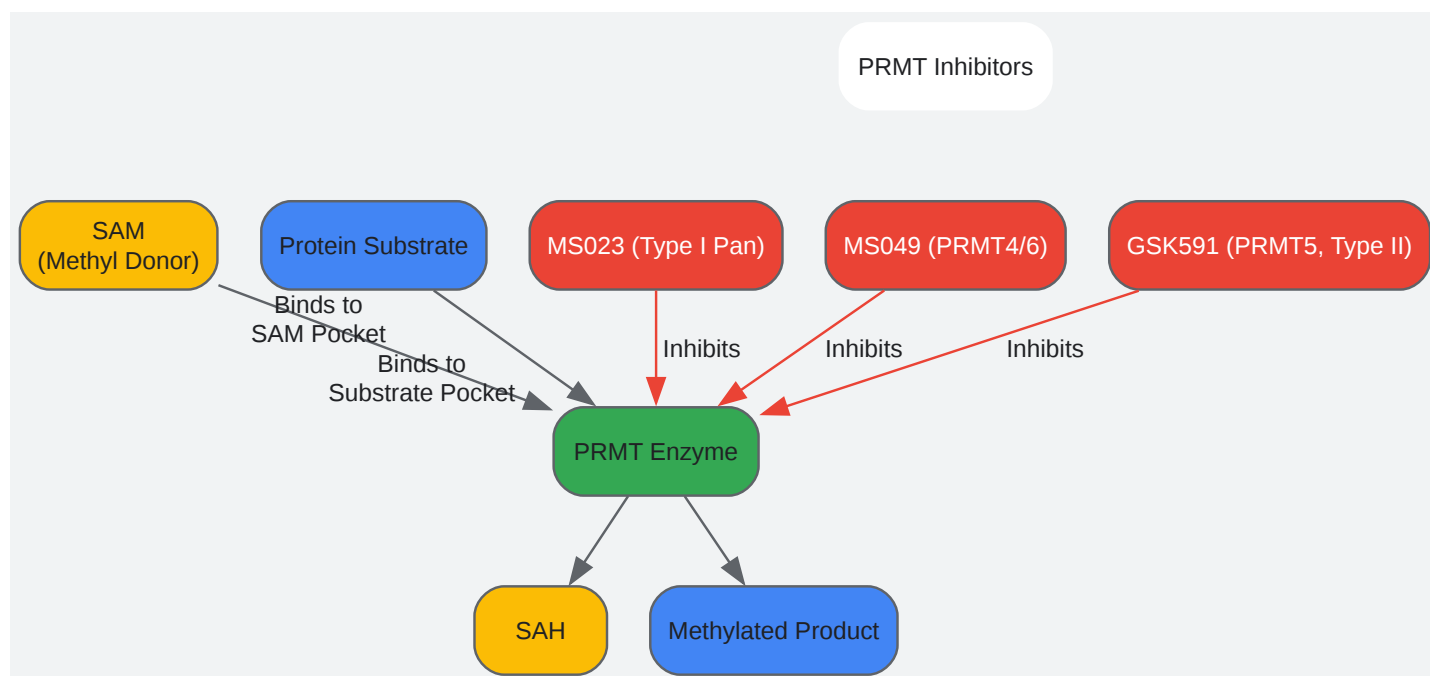 PRMT Inhibitors
SAM
(Methyl Donor)
Protein Substrate
MS023 (Type I Pan)
MS049 (PRMT4/6)
GSK591 (PRMT5, Type II)
Binds to
SAM Pocket
Binds to
Substrate Pocket
Inhibits
Inhibits
Inhibits
PRMT Enzyme
SAH
Methylated Product